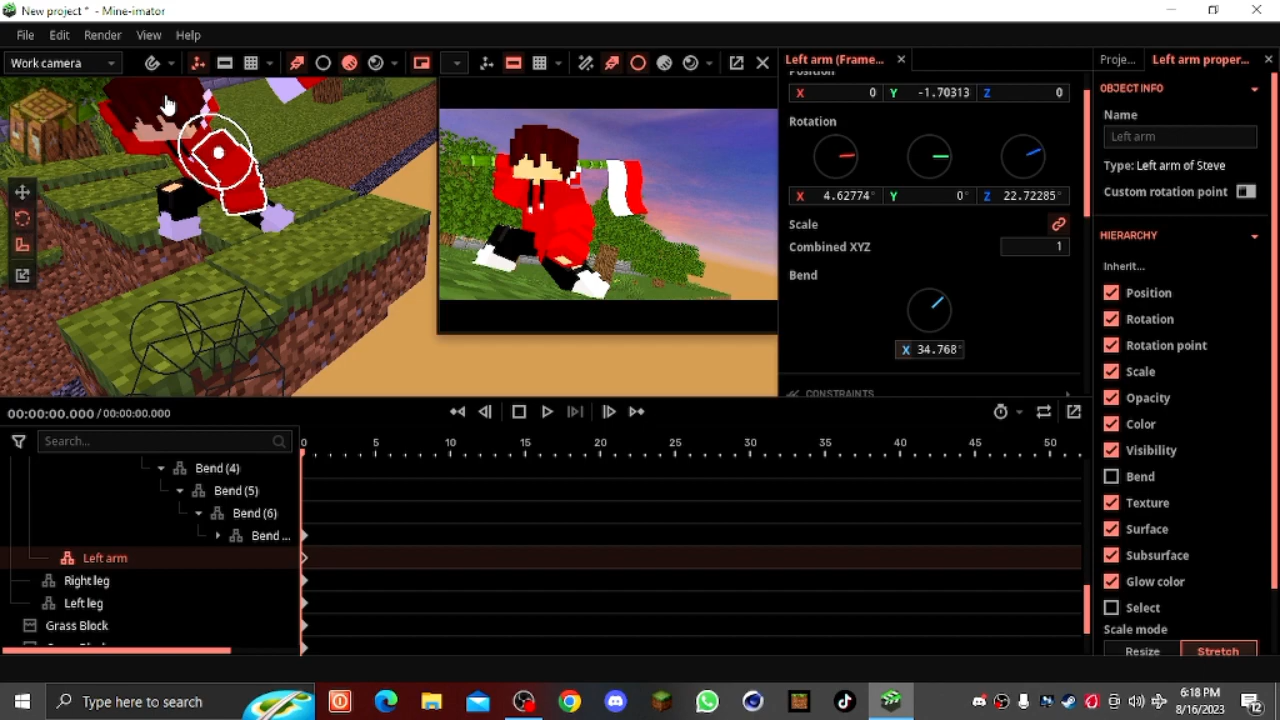 New project * - Mine-imator
File Edit Render View Help
Work camera
Left arm (Frame...
Proje... Left arm proper...
Position
X 0 Y -1.70313 Z 0
Rotation
X 4.62774° Y 0° Z 22.72285°
Scale
Combined XYZ 1
Bend
X 34.768°
CONSTRAINTS
OBJECT INFO
Name
Left arm
Type: Left arm of Steve
Custom rotation point
HIERARCHY
Inherit...
Position
Rotation
Rotation point
Scale
Opacity
Color
Visibility
Bend
Texture
Surface
Subsurface
Glow color
Select
Scale mode
Resize Stretch
00:00:00.000 / 00:00:00.000
Search...
0 5 10 15 20 25 30 35 40 45 50
Bend (4)
Bend (5)
Bend (6)
Bend ...
Left arm
Right leg
Left leg
Grass Block
Type here to search
6:18 PM
8/16/2023
12